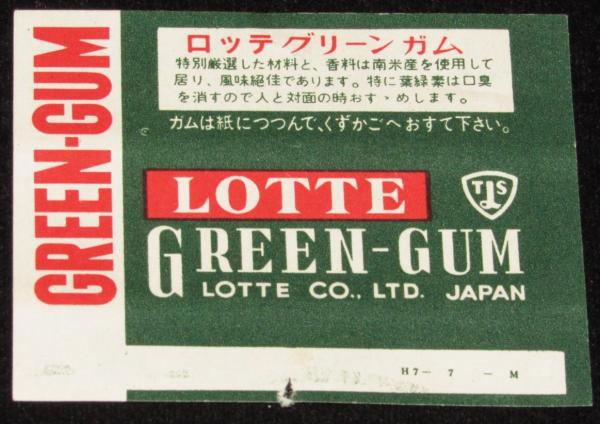 GREEN-GUM
ロッテグリーンガム
特別厳選した材料と、香料は南米産を使用して
居り、風味絕佳であります。特に葉緑素は口臭
を消すので人と対面の時おすゝめします。
ガムは紙につつんで、くずかごへおすて下さい。
LOTTE
TLS
GREEN-GUM
LOTTE CO., LTD. JAPAN
H7- 7 - M